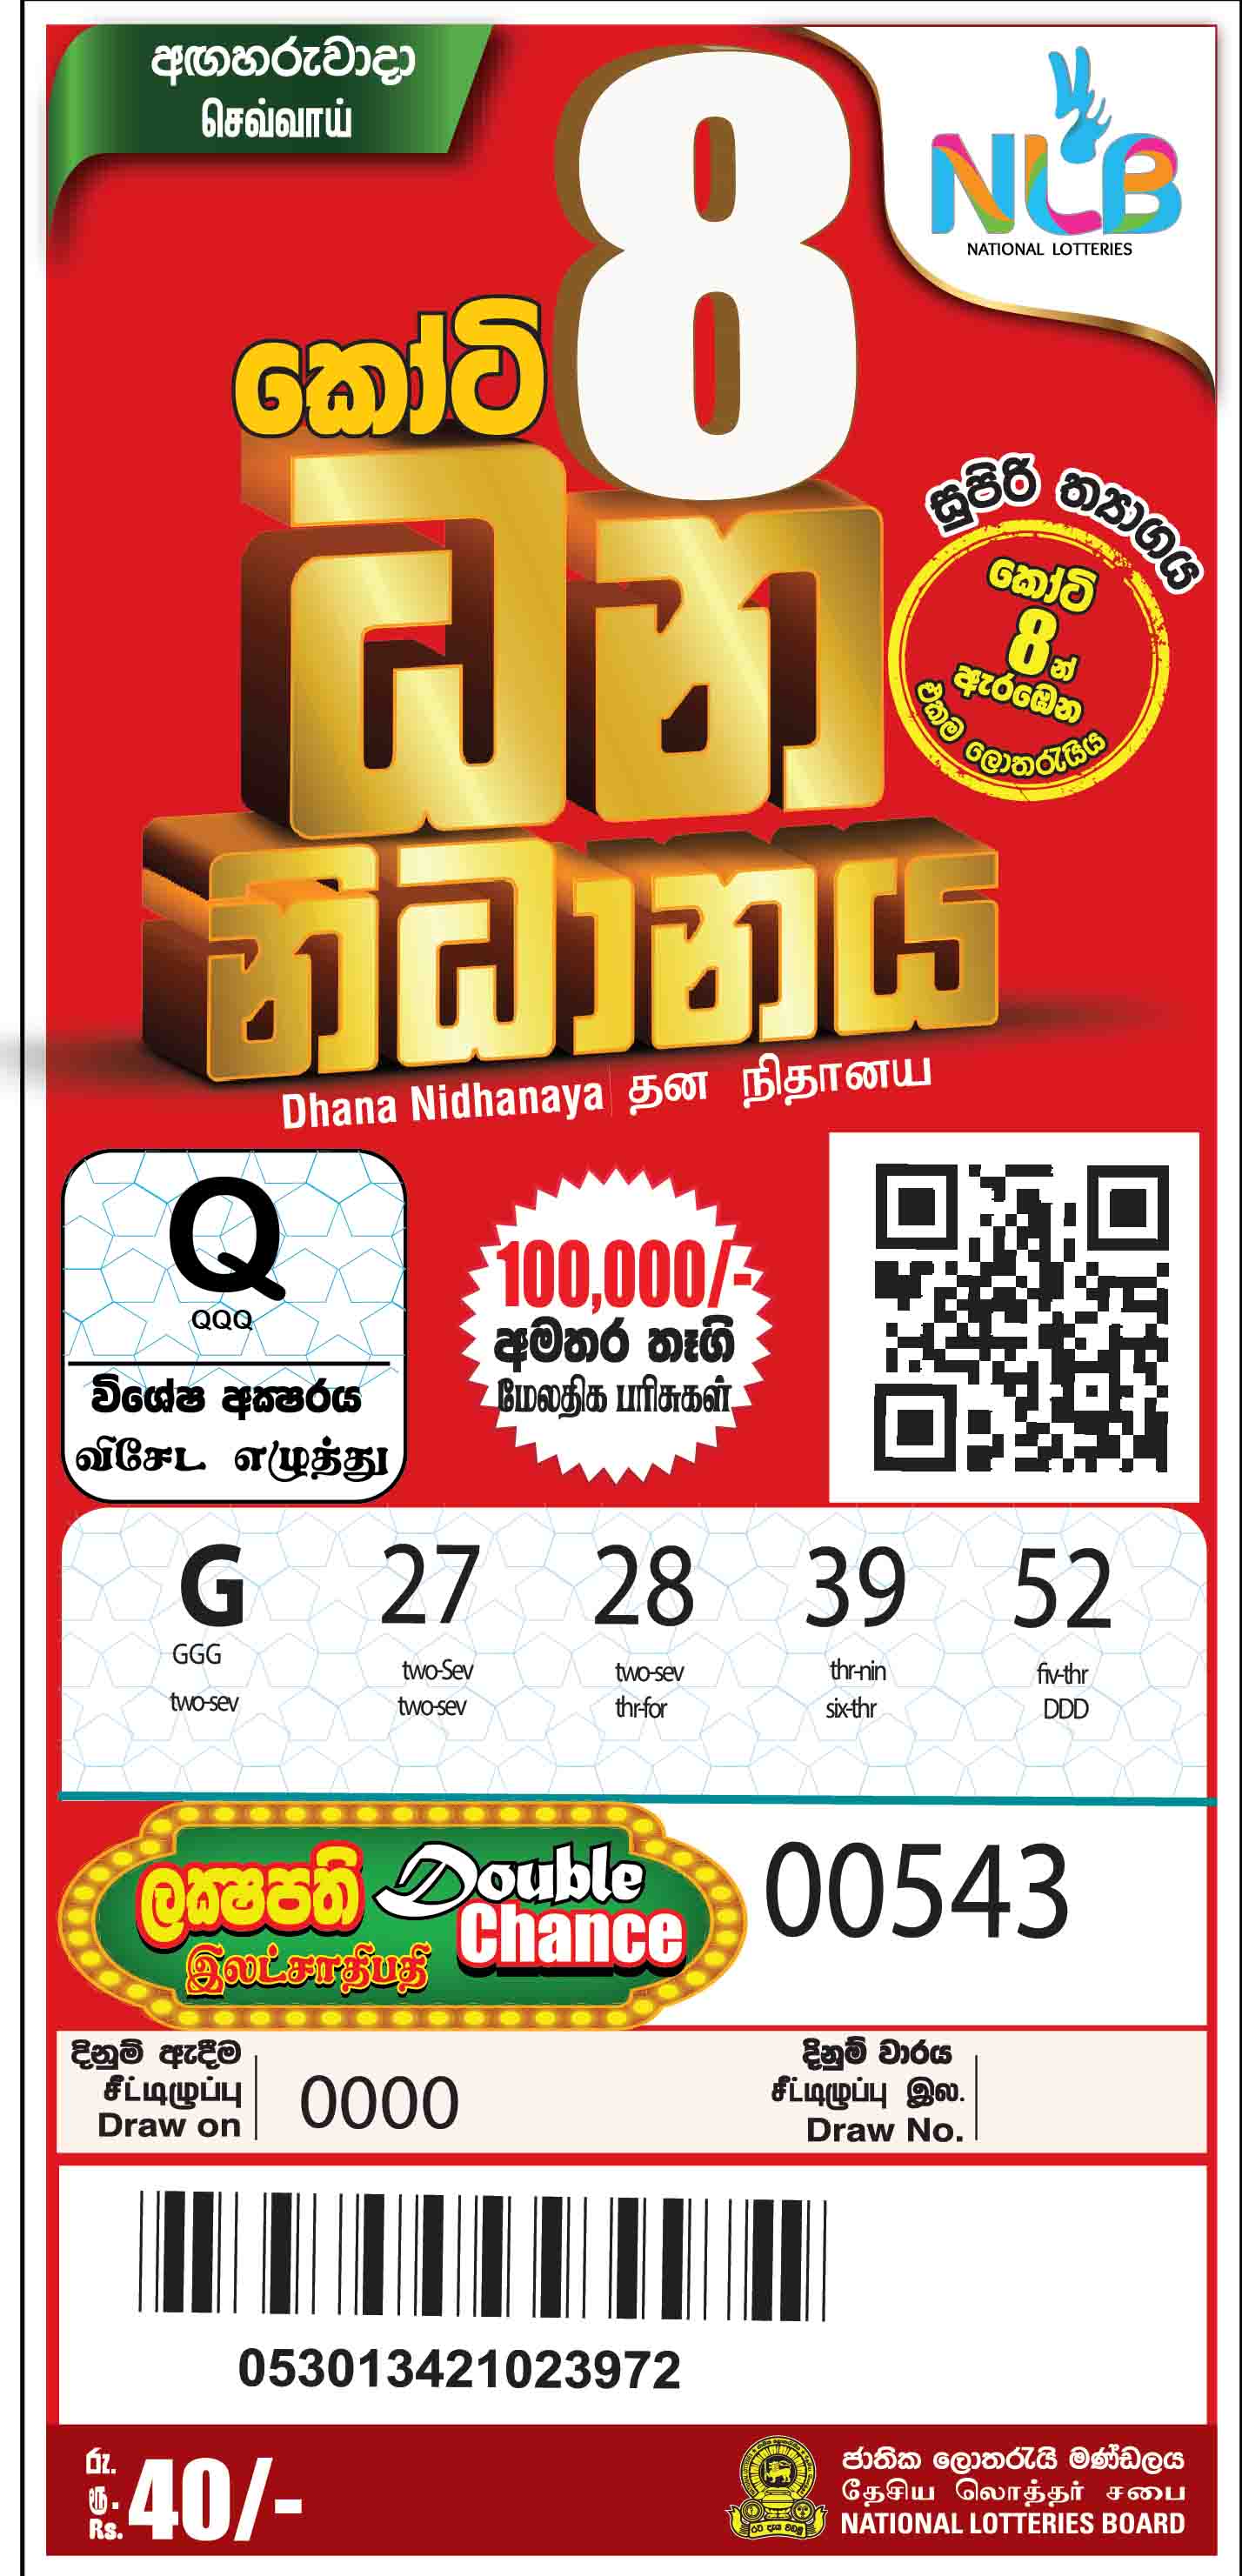 අඟහරුවාදා
செவ்வாய்
NLB
NATIONAL LOTTERIES
කෝටි 8
ධන
නිධානය
සුපිරි ත්‍යාගය
කෝටි
8න්
ඇරඹෙන
එකම ලොතරැයිය
Dhana Nidhanaya தன நிதானய
Q
QQQ
විශේෂ අක්ෂරය
விசேட எழுத்து
100,000/-
අමතර තෑගි
மேலதிக பரிசுகள்
G 27 28 39 52
GGG two-Sev two-sev thr-nin fiv-thr
two-sev two-sev thr-for six-thr DDD
ලක්ෂපති
இலட்சாதிபதி
Double
Chance
00543
දිනුම් ඇදීම
சீட்டிழுப்பு
Draw on
0000
දිනුම් වාරය
சீட்டிழுப்பு இல.
Draw No.
053013421023972
රු.
ரூ.
Rs.
40/-
ජාතික ලොතරැයි මණ්ඩලය
தேசிய லொத்தர் சபை
NATIONAL LOTTERIES BOARD